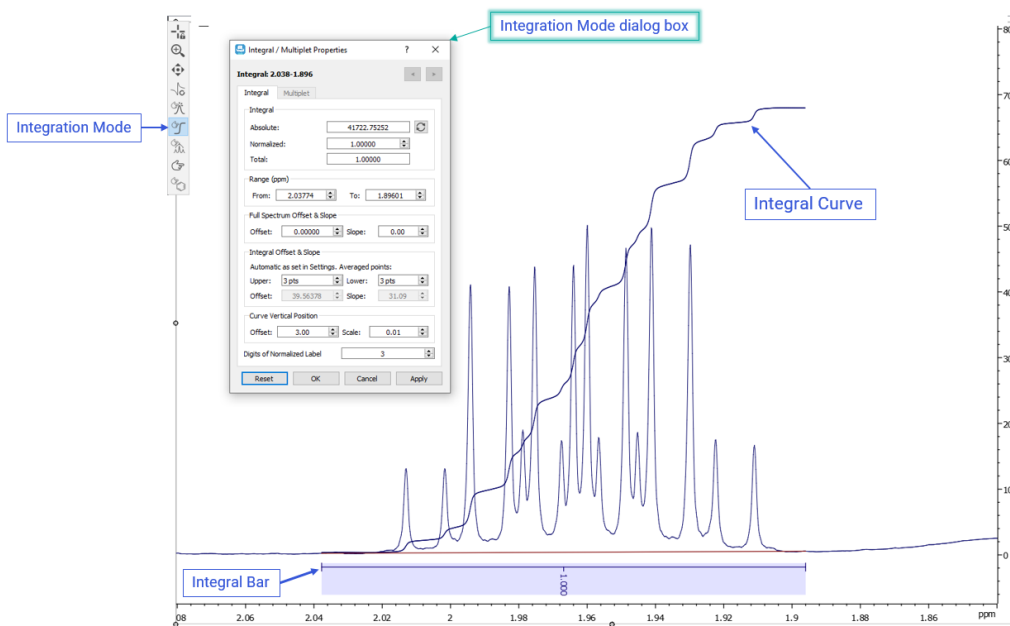 Integration Mode dialog box
Integral / Multiplet Properties
?
Integral: 2.038-1.896
Integral
Multiplet
Integral
Absolute:
41722.75252
Normalized:
1.00000
Total:
1.00000
Range (ppm)
From:
2.03774
To:
1.89601
Full Spectrum Offset & Slope
Offset:
0.00000
Slope:
0.00
Integral Offset & Slope
Automatic as set in Settings. Averaged points:
Upper:
3 pts
Lower:
3 pts
Offset:
39.56378
Slope:
31.09
Curve Vertical Position
Offset:
3.00
Scale:
0.01
Digits of Normalized Label
3
Reset
OK
Cancel
Apply
Integration Mode
Integral Curve
Integral Bar
1.000
80
70
60
50
40
30
20
10
0
.08
2.06
2.04
2.02
2
1.98
1.96
1.94
1.92
1.9
1.88
1.86
ppm